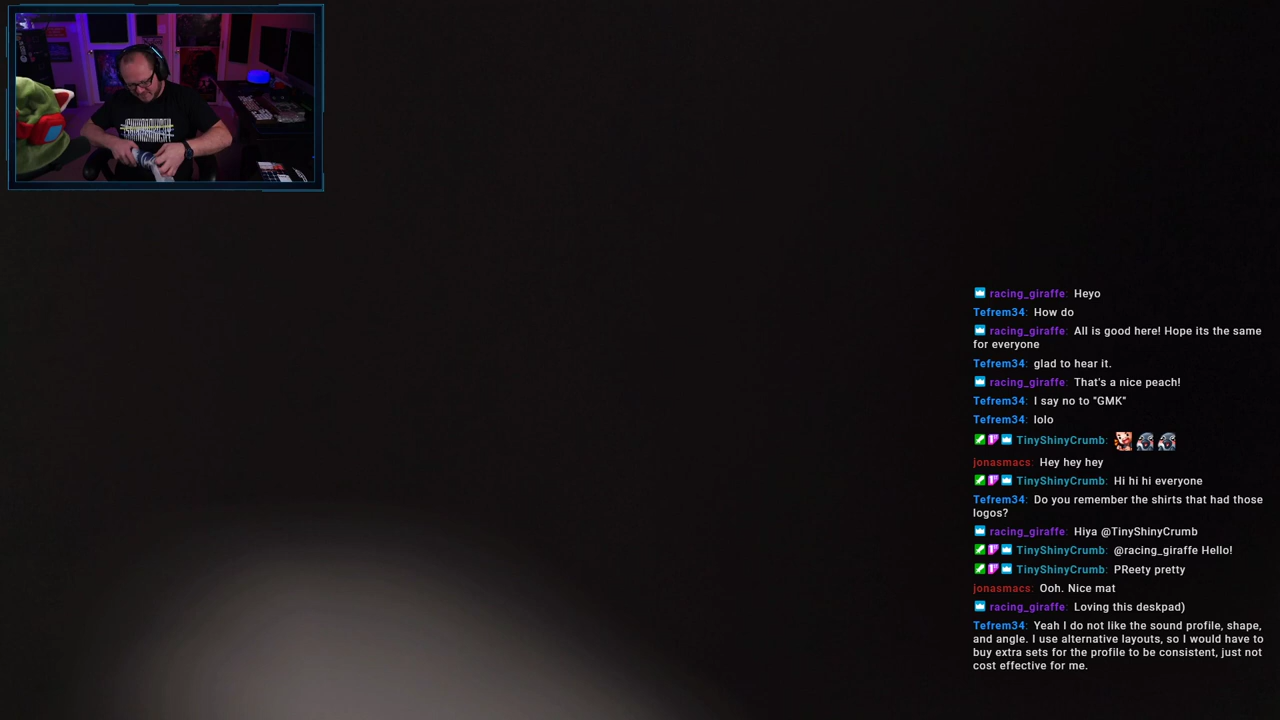 racing_giraffe: Heyo
Tefrem34: How do
racing_giraffe: All is good here! Hope its the same
for everyone
Tefrem34: glad to hear it.
racing_giraffe: That's a nice peach!
Tefrem34: I say no to "GMK"
Tefrem34: lolo
TinyShinyCrumb:
jonasmacs: Hey hey hey
TinyShinyCrumb: Hi hi hi everyone
Tefrem34: Do you remember the shirts that had those
logos?
racing_giraffe: Hiya @TinyShinyCrumb
TinyShinyCrumb: @racing_giraffe Hello!
TinyShinyCrumb: PReety pretty
jonasmacs: Ooh. Nice mat
racing_giraffe: Loving this deskpad)
Tefrem34: Yeah I do not like the sound profile, shape,
and angle. I use alternative layouts, so I would have to
buy extra sets for the profile to be consistent, just not
cost effective for me.